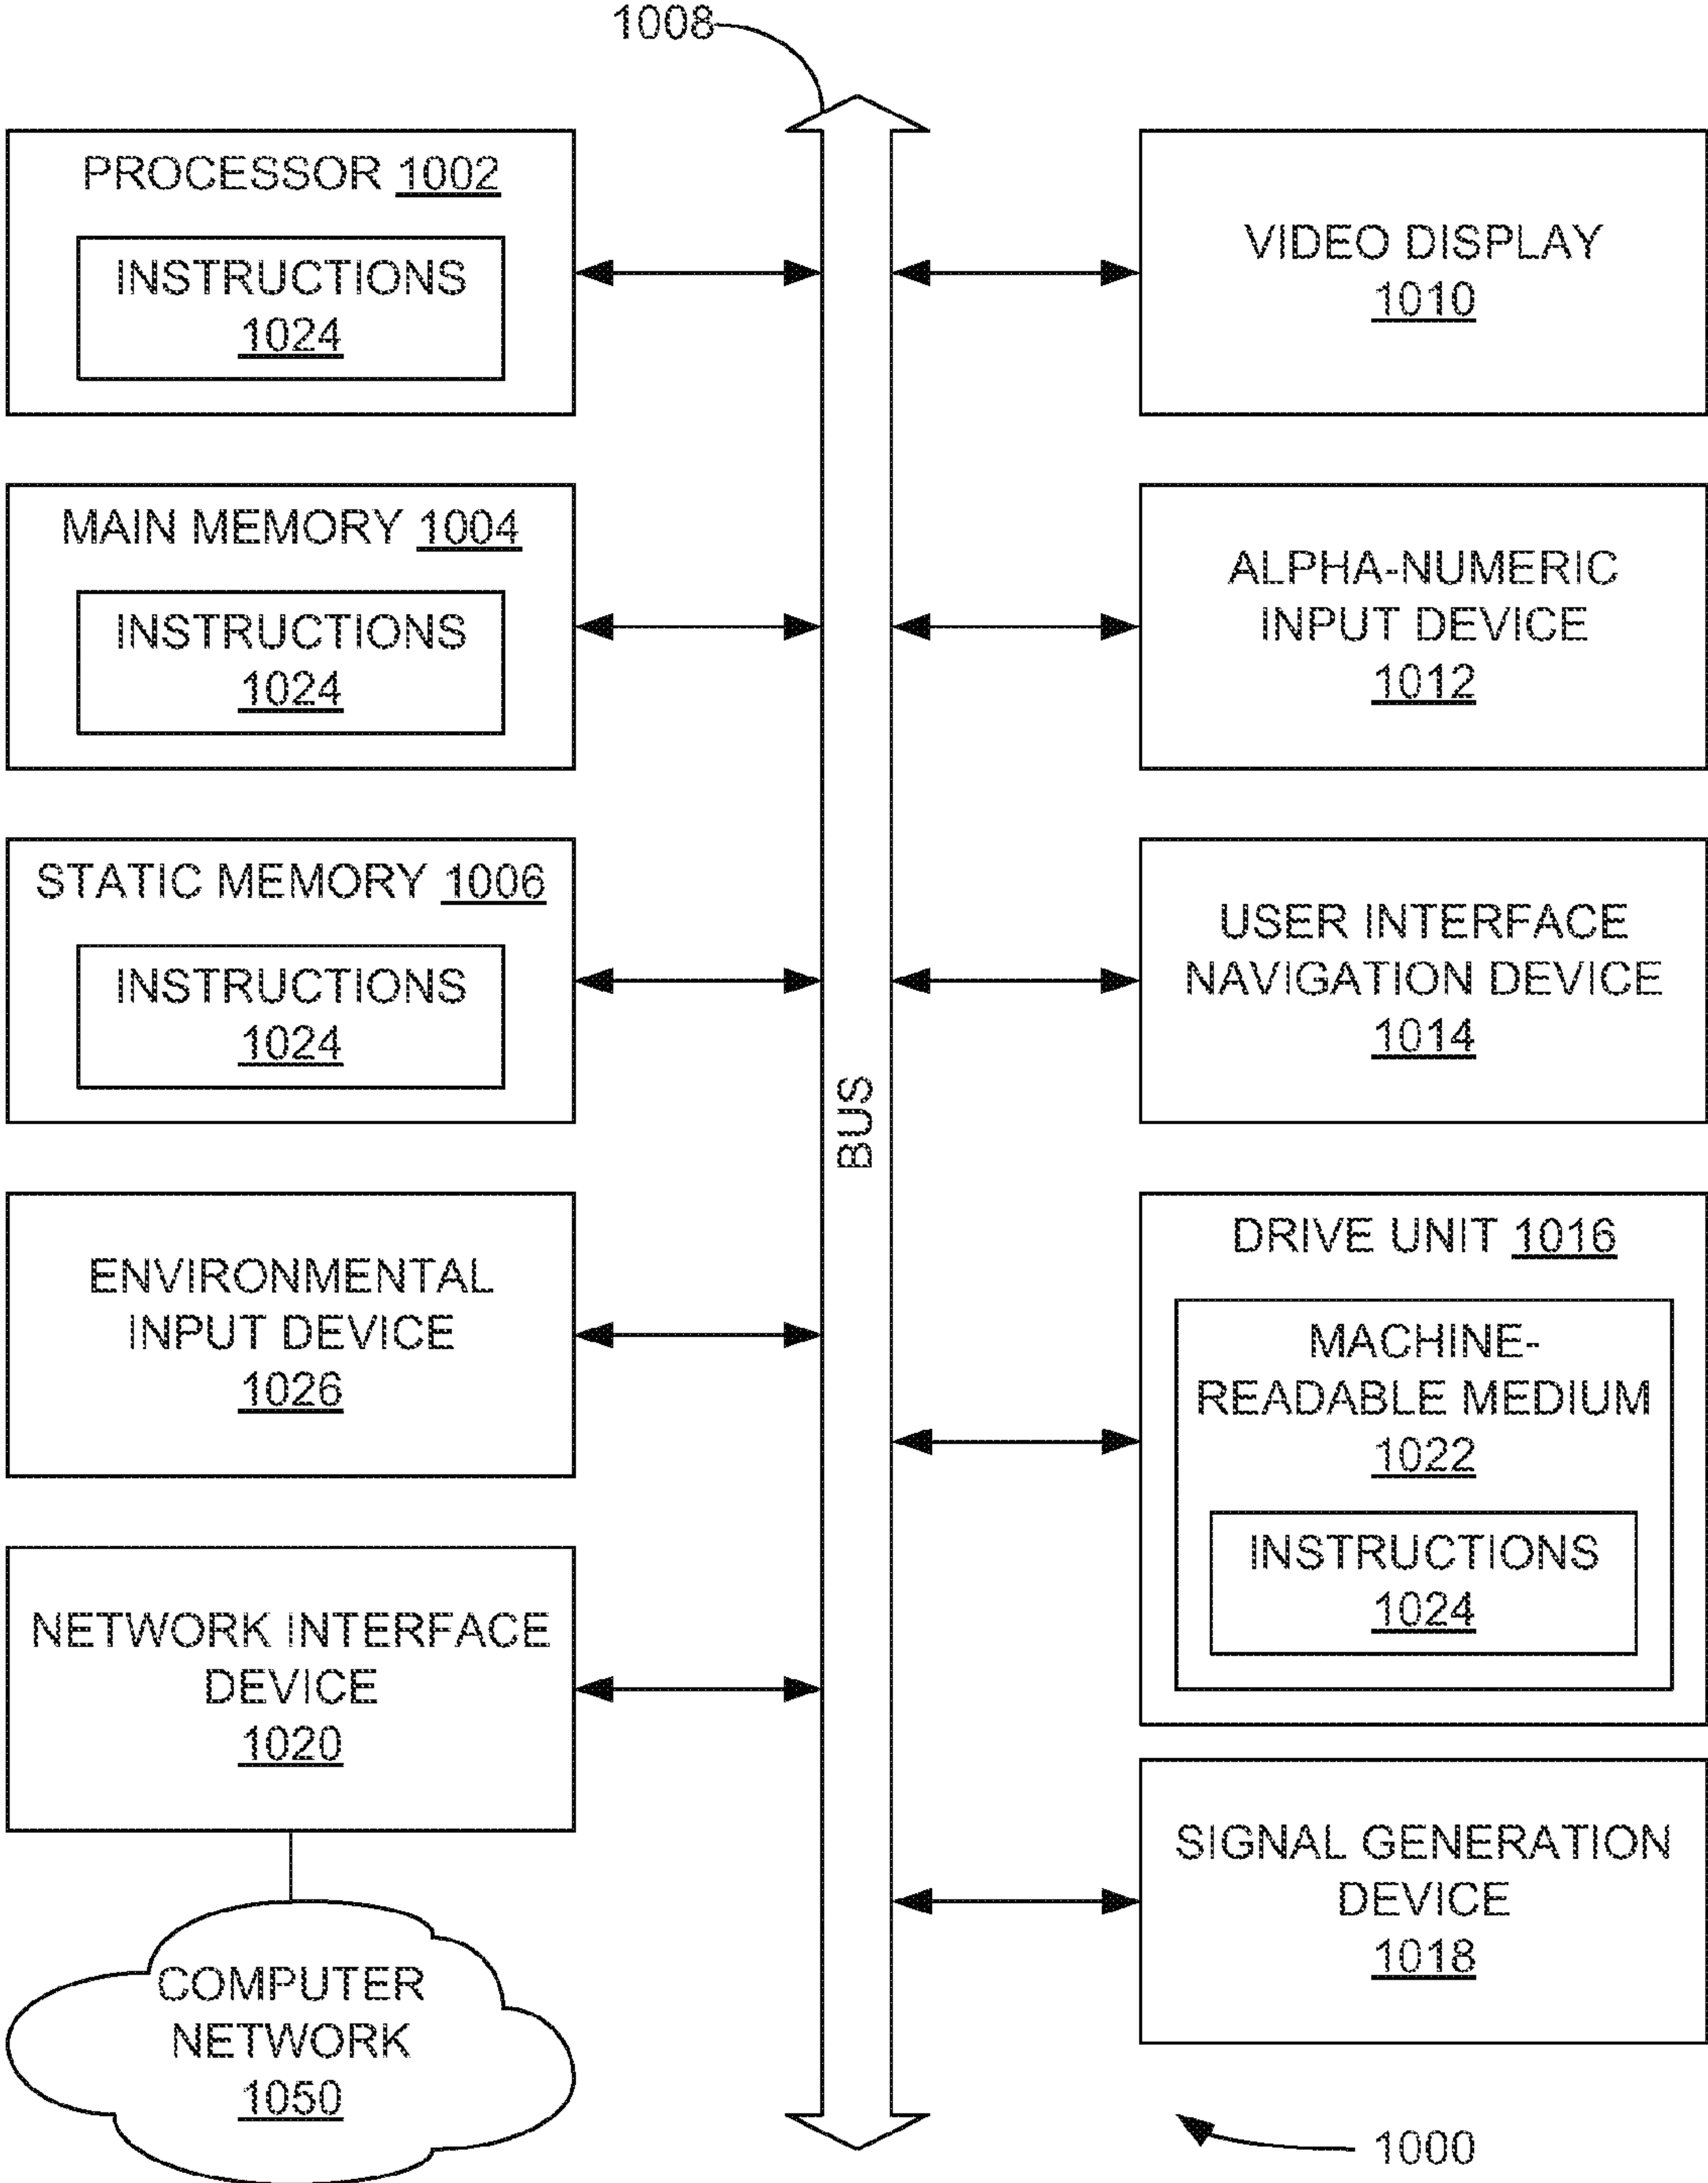 1008
PROCESSOR 1002
INSTRUCTIONS
1024
MAIN MEMORY 1004
INSTRUCTIONS
1024
STATIC MEMORY 1006
INSTRUCTIONS
1024
ENVIRONMENTAL
INPUT DEVICE
1026
NETWORK INTERFACE
DEVICE
1020
COMPUTER
NETWORK
1050
BUS
VIDEO DISPLAY
1010
ALPHA-NUMERIC
INPUT DEVICE
1012
USER INTERFACE
NAVIGATION DEVICE
1014
DRIVE UNIT 1016
MACHINE-
READABLE MEDIUM
1022
INSTRUCTIONS
1024
SIGNAL GENERATION
DEVICE
1018
1000